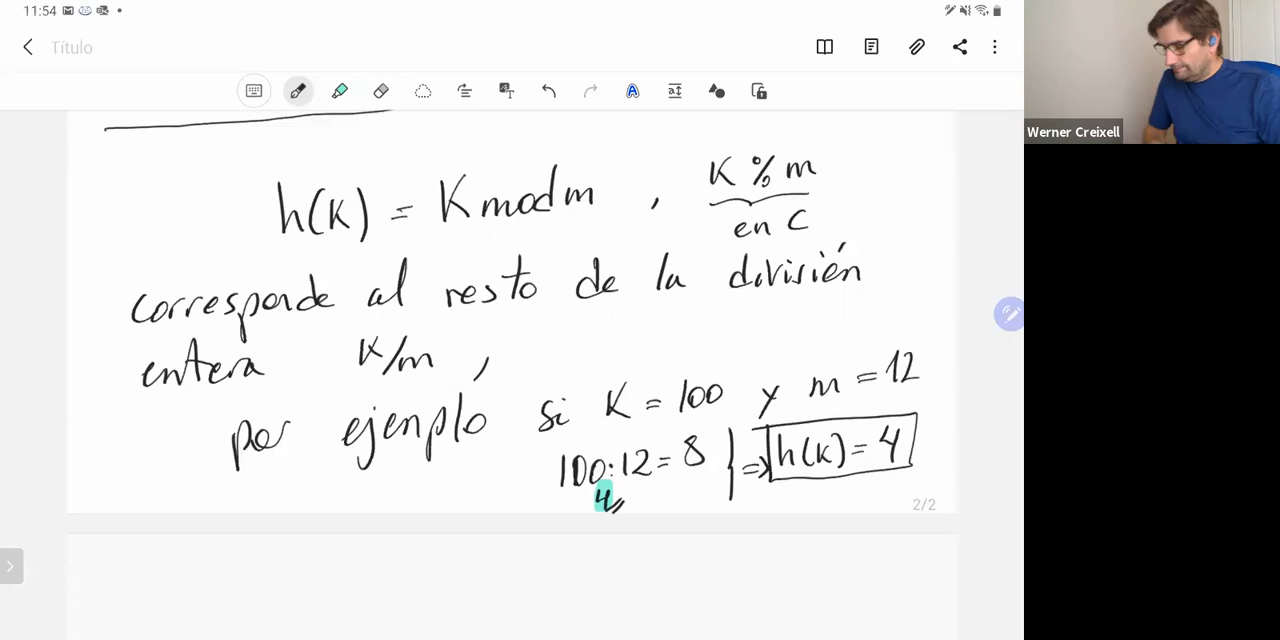 11:54
Título
Werner Creixell
h(K) = K mod m , K % m
en C
corresponde al resto de la división
entera K/m ,
por ejemplo si K = 100 y m = 12
100:12 = 8 } => h(K) = 4
4
2/2